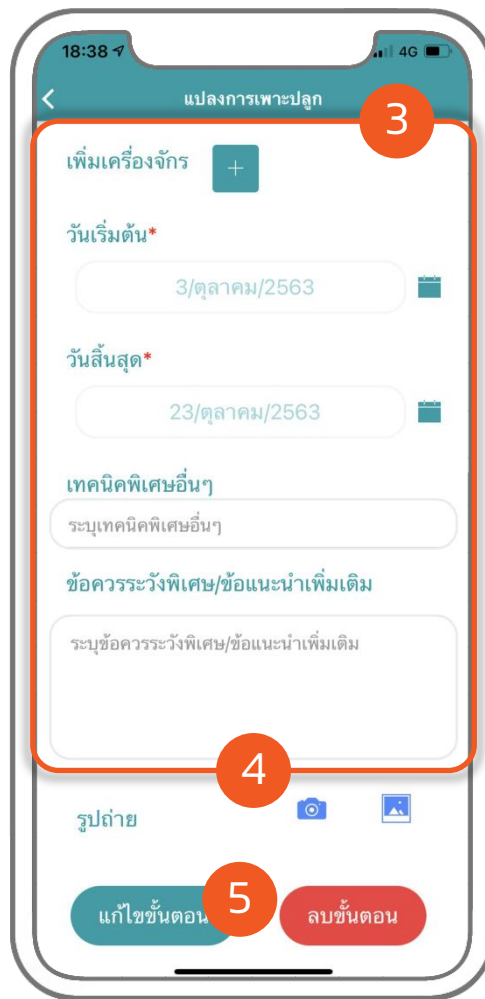 18:38
4G
แปลงการเพาะปลูก
3
เพิ่มเครื่องจักร
+
วันเริ่มต้น*
3/ตุลาคม/2563
วันสิ้นสุด*
23/ตุลาคม/2563
เทคนิคพิเศษอื่นๆ
ระบุเทคนิคพิเศษอื่นๆ
ข้อควรระวังพิเศษ/ข้อแนะนำเพิ่มเติม
ระบุข้อควรระวังพิเศษ/ข้อแนะนำเพิ่มเติม
4
รูปถ่าย
5
แก้ไขขั้นตอน
ลบขั้นตอน